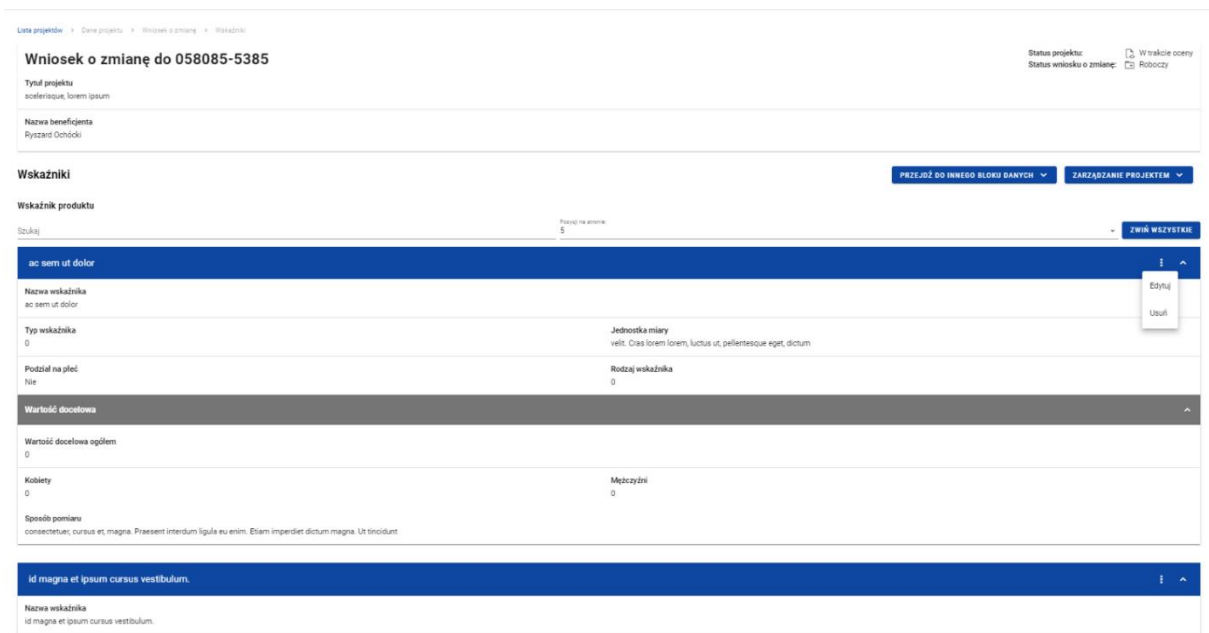 Lista projektów > Dane projektu > Wniosek o zmianę > Wskaźniki
Wniosek o zmianę do 058085-5385
Status projektu: W trakcie oceny
Status wniosku o zmianę: Roboczy
Tytuł projektu
scelerisque, lorem ipsum
Nazwa beneficjenta
Ryszard Ochócki
Wskaźniki
PRZEJDŹ DO INNEGO BLOKU DANYCH
ZARZĄDZANIE PROJEKTEM
Wskaźnik produktu
Szukaj
Pozycji na stronie
5
ZWIŃ WSZYSTKIE
ac sem ut dolor
Edytuj
Usuń
Nazwa wskaźnika
ac sem ut dolor
Typ wskaźnika
0
Jednostka miary
velit. Cras lorem lorem, luctus ut, pellentesque eget, dictum
Podział na płeć
Nie
Rodzaj wskaźnika
0
Wartość docelowa
Wartość docelowa ogółem
0
Kobiety
0
Mężczyźni
0
Sposób pomiaru
consectetuer, cursus et, magna. Praesent interdum ligula eu enim. Etiam imperdiet dictum magna. Ut tincidunt
id magna et ipsum cursus vestibulum.
Nazwa wskaźnika
id magna et ipsum cursus vestibulum.